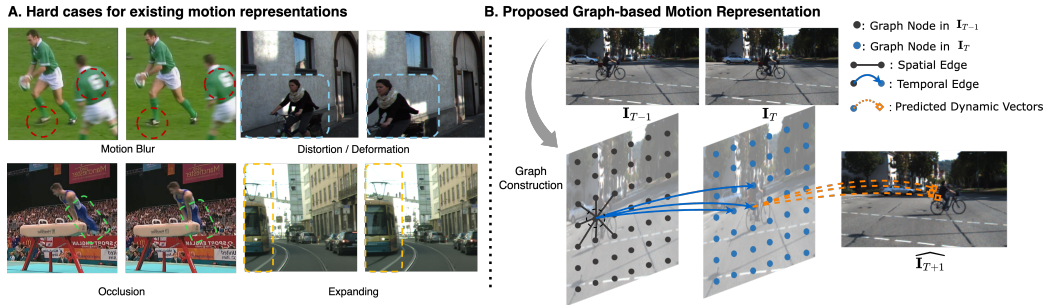 A. Hard cases for existing motion representations
Motion Blur
Distortion / Deformation
Occlusion
Expanding
B. Proposed Graph-based Motion Representation
I_{T-1}
I_T
Graph
Construction
\widehat{I_{T+1}}
: Graph Node in I_{T-1}
: Graph Node in I_T
: Spatial Edge
: Temporal Edge
: Predicted Dynamic Vectors